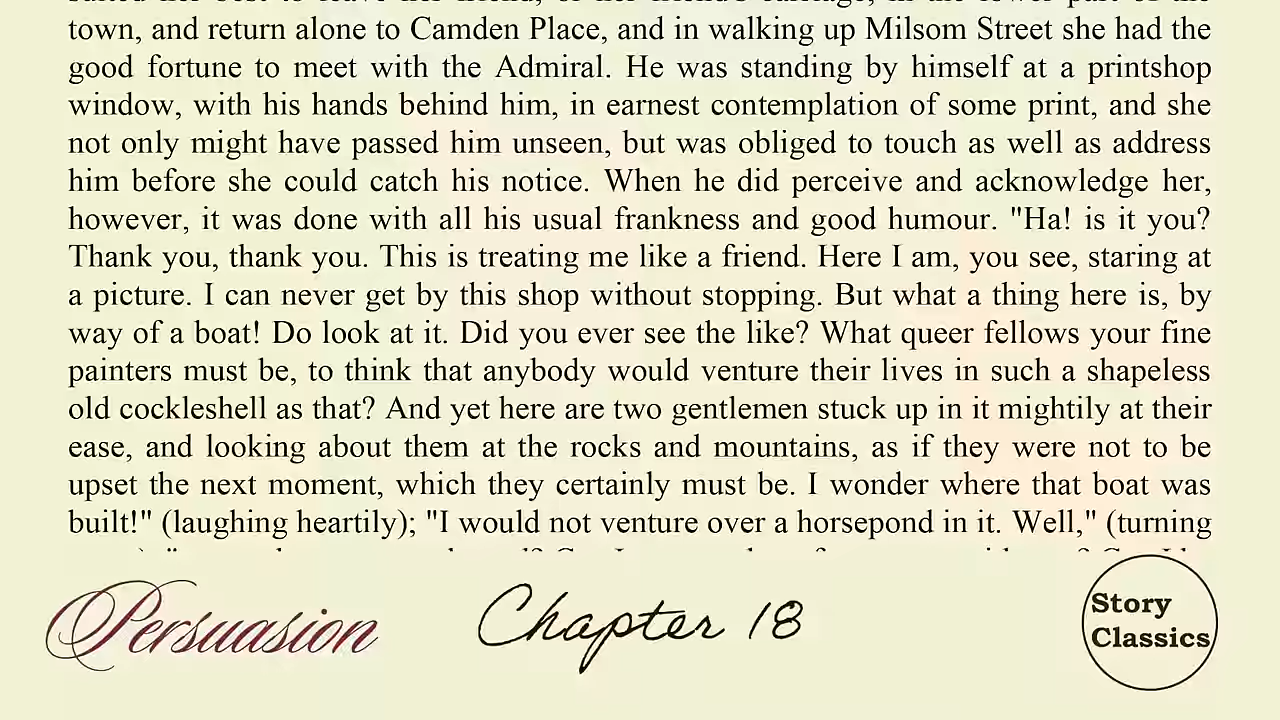 town, and return alone to Camden Place, and in walking up Milsom Street she had the
good fortune to meet with the Admiral. He was standing by himself at a printshop
window, with his hands behind him, in earnest contemplation of some print, and she
not only might have passed him unseen, but was obliged to touch as well as address
him before she could catch his notice. When he did perceive and acknowledge her,
however, it was done with all his usual frankness and good humour. "Ha! is it you?
Thank you, thank you. This is treating me like a friend. Here I am, you see, staring at
a picture. I can never get by this shop without stopping. But what a thing here is, by
way of a boat! Do look at it. Did you ever see the like? What queer fellows your fine
painters must be, to think that anybody would venture their lives in such a shapeless
old cockleshell as that? And yet here are two gentlemen stuck up in it mightily at their
ease, and looking about them at the rocks and mountains, as if they were not to be
upset the next moment, which they certainly must be. I wonder where that boat was
built!" (laughing heartily); "I would not venture over a horsepond in it. Well," (turning
Persuasion
Chapter 18
Story
Classics